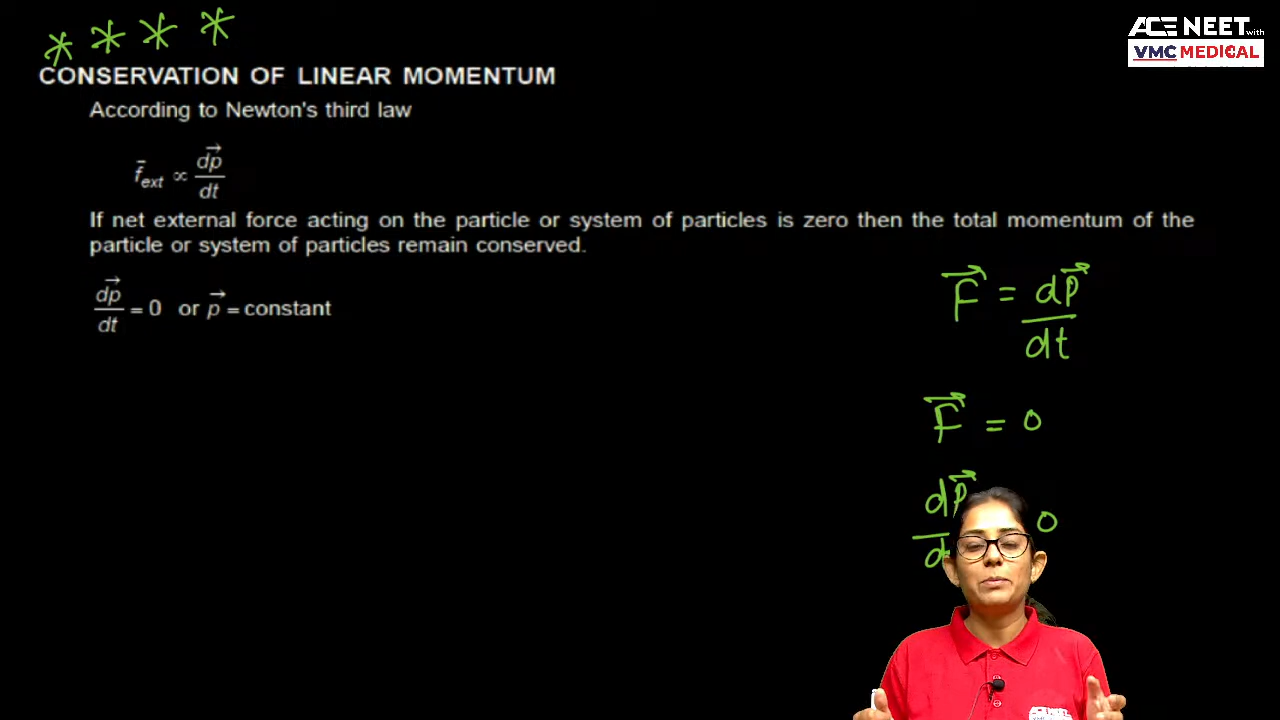 * * * *
ACE NEET with
VMC MEDICAL
CONSERVATION OF LINEAR MOMENTUM
According to Newton's third law
f̄ext ∝ dp⃗/dt
If net external force acting on the particle or system of particles is zero then the total momentum of the
particle or system of particles remain conserved.
dp⃗/dt = 0 or p⃗ = constant
F⃗ = dp⃗/dt
F⃗ = 0
dp⃗/d 0